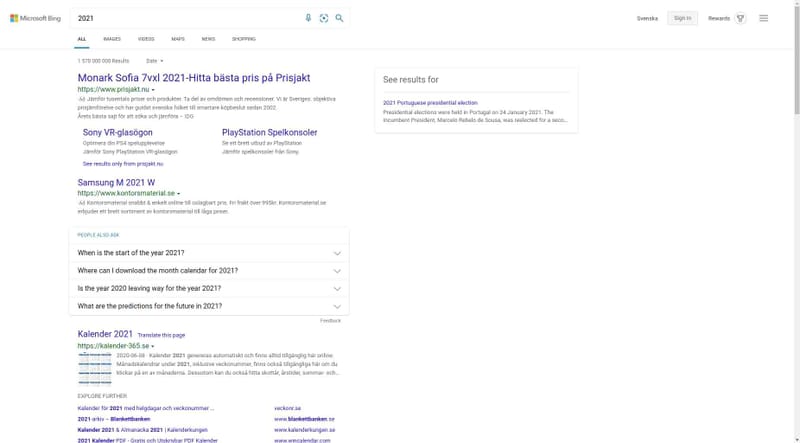 Microsoft Bing
2021
Svenska
Sign in
Rewards
ALL IMAGES VIDEOS MAPS NEWS SHOPPING
1 570 000 000 Results Date
Monark Sofia 7vxl 2021-Hitta bästa pris på Prisjakt
https://www.prisjakt.nu
Ad Jämför tusentals priser och produkter. Ta del av omdömen och recensioner. Vi är Sveriges objektiva
prisjämförelse och har guidat svenska folket till smartare köpbeslut sedan 2002.
Årets bästa sajt för att söka och jämföra – IDG
Sony VR-glasögon
Optimera din PS4 spelupplevelse
Jämför Sony PlayStation VR-glasögon
PlayStation Spelkonsoler
Se ett brett utbud av PlayStation
Jämför spelkonsoler från Sony.
See results only from prisjakt.nu
Samsung M 2021 W
https://www.kontorsmaterial.se
Ad Kontorsmaterial snabbt & enkelt online till oslagbart pris. Fri frakt över 995kr. Kontorsmaterial.se
erbjuder ett brett sortiment av kontorsmaterial till låga priser.
PEOPLE ALSO ASK
When is the start of the year 2021?
Where can I download the month calendar for 2021?
Is the year 2020 leaving way for the year 2021?
What are the predictions for the future in 2021?
Feedback
Kalender 2021 Translate this page
https://kalender-365.se
2020-06-08 · Kalender 2021 genereras automatiskt och finns alltid tillgänglig här online.
Månadskalendrar under 2021, inklusive veckonummer, finns också tillgängliga här om du
klickar på en av månaderna. Dessutom kan du också hitta skottår, årstider, sommar- och...
EXPLORE FURTHER
Kalender för 2021 med helgdagar och veckonummer ... veckonr.se
2021 arkiv – Blankettbanken www.blankettbanken.se
Kalender 2021 & Almanacka 2021 | Kalenderkungen www.kalenderkungen.se
2021 Kalender PDF - Gratis och Utskrivbar PDF Kalender www.wincalendar.com
See results for
2021 Portuguese presidential election
Presidential elections were held in Portugal on 24 January 2021. The
incumbent President, Marcelo Rebelo de Sousa, was reelected for a seco...